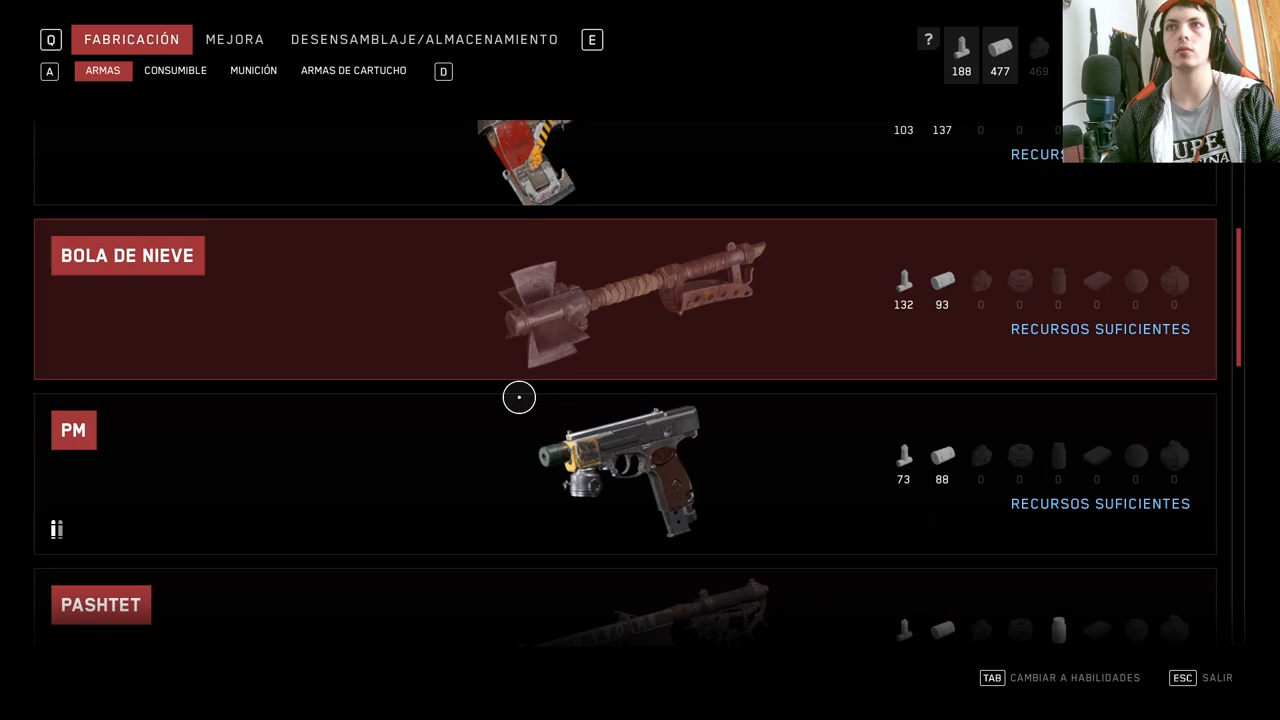 Q FABRICACIÓN MEJORA DESENSAMBLAJE/ALMACENAMIENTO E
A ARMAS CONSUMIBLE MUNICIÓN ARMAS DE CARTUCHO D
? 188 477 469
103 137 0 0 0
RECURS
BOLA DE NIEVE
132 93 0 0 0 0 0 0
RECURSOS SUFICIENTES
PM
73 88 0 0 0 0 0 0
RECURSOS SUFICIENTES
PASHTET
TAB CAMBIAR A HABILIDADES ESC SALIR
SUPE